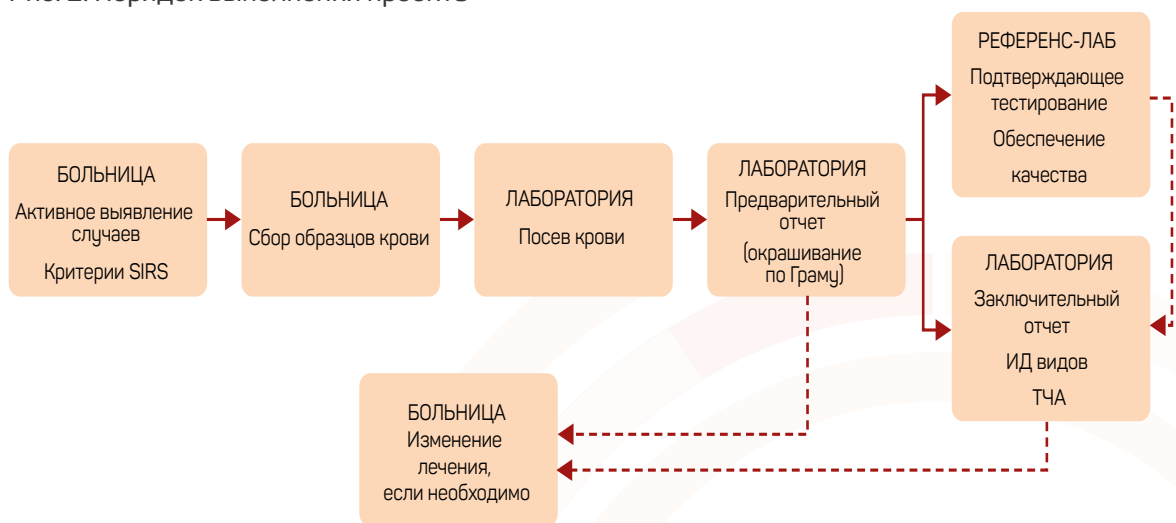 БОЛЬНИЦА
Активное выявление
случаев
Критерии SIRS
БОЛЬНИЦА
Сбор образцов крови
ЛАБОРАТОРИЯ
Посев крови
ЛАБОРАТОРИЯ
Предварительный
отчет
(окрашивание
по Граму)
РЕФЕРЕНС-ЛАБ
Подтверждающее
тестирование
Обеспечение
качества
ЛАБОРАТОРИЯ
Заключительный
отчет
ИД видов
ТЧА
БОЛЬНИЦА
Изменение
лечения,
если необходимо